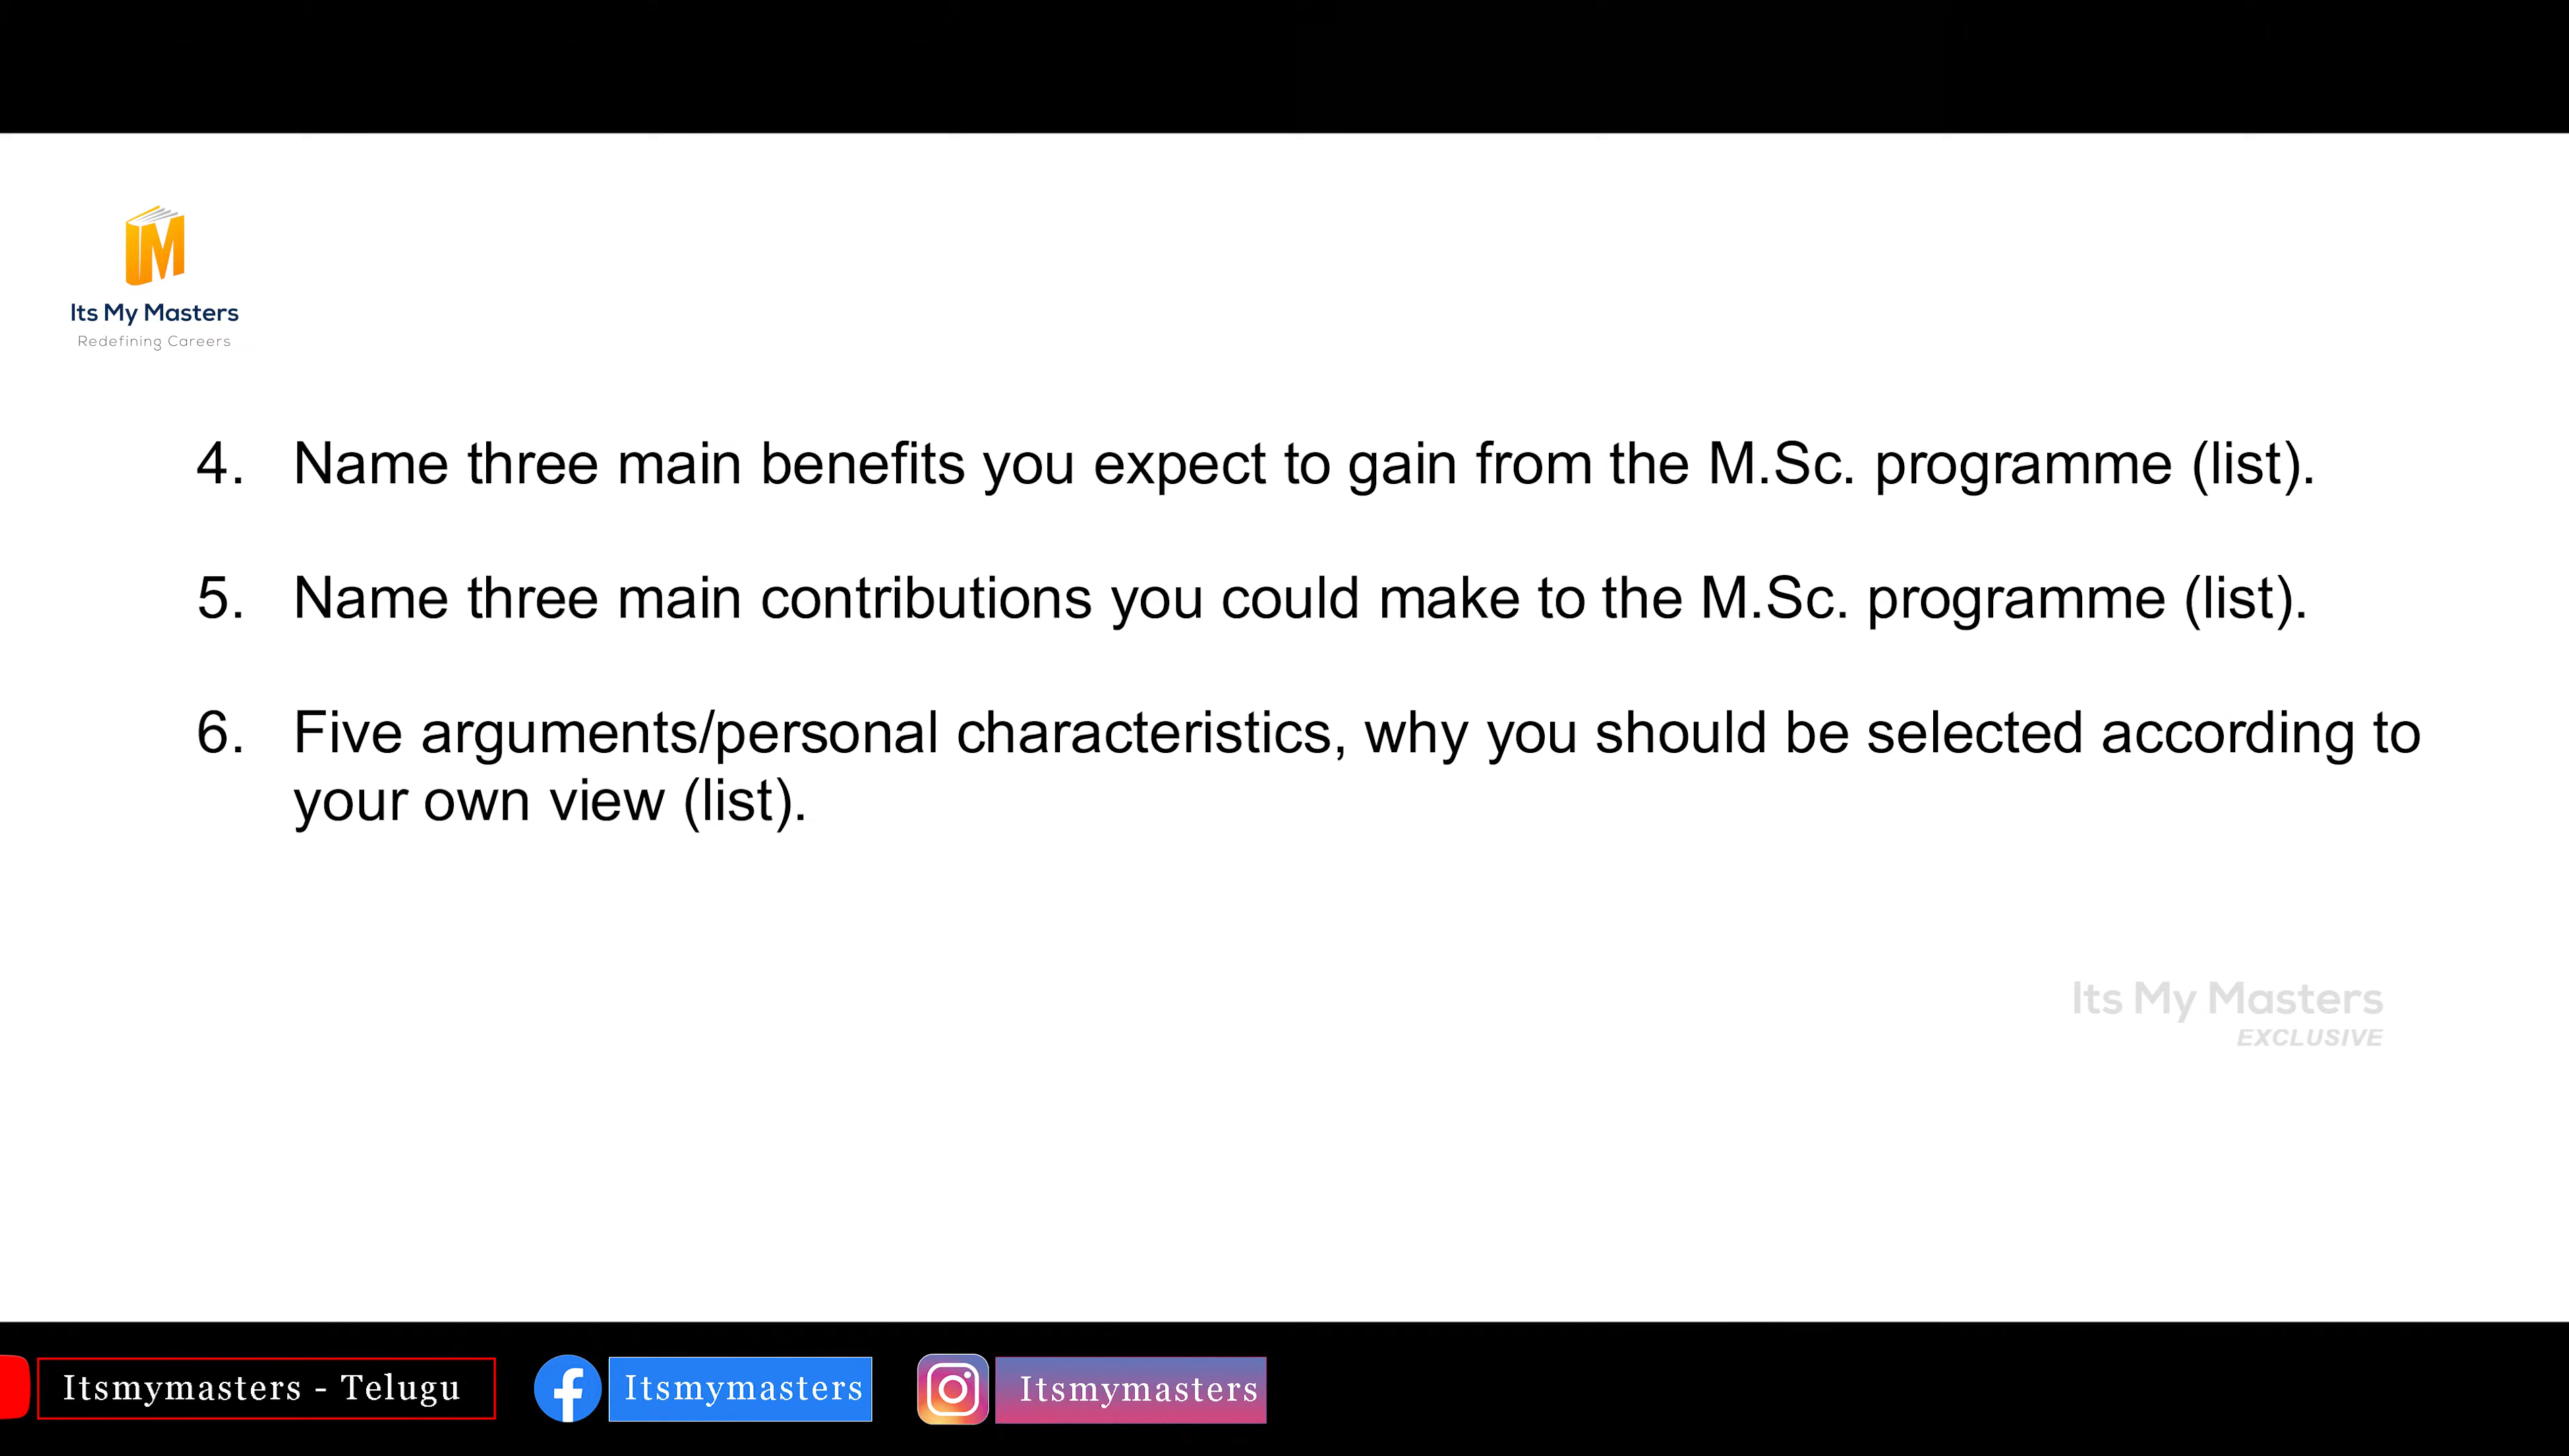 Its My Masters
Redefining Careers
4. Name three main benefits you expect to gain from the M.Sc. programme (list).
5. Name three main contributions you could make to the M.Sc. programme (list).
6. Five arguments/personal characteristics, why you should be selected according to
your own view (list).
Its My Masters
EXCLUSIVE
Itsmymasters - Telugu Itsmymasters Itsmymasters